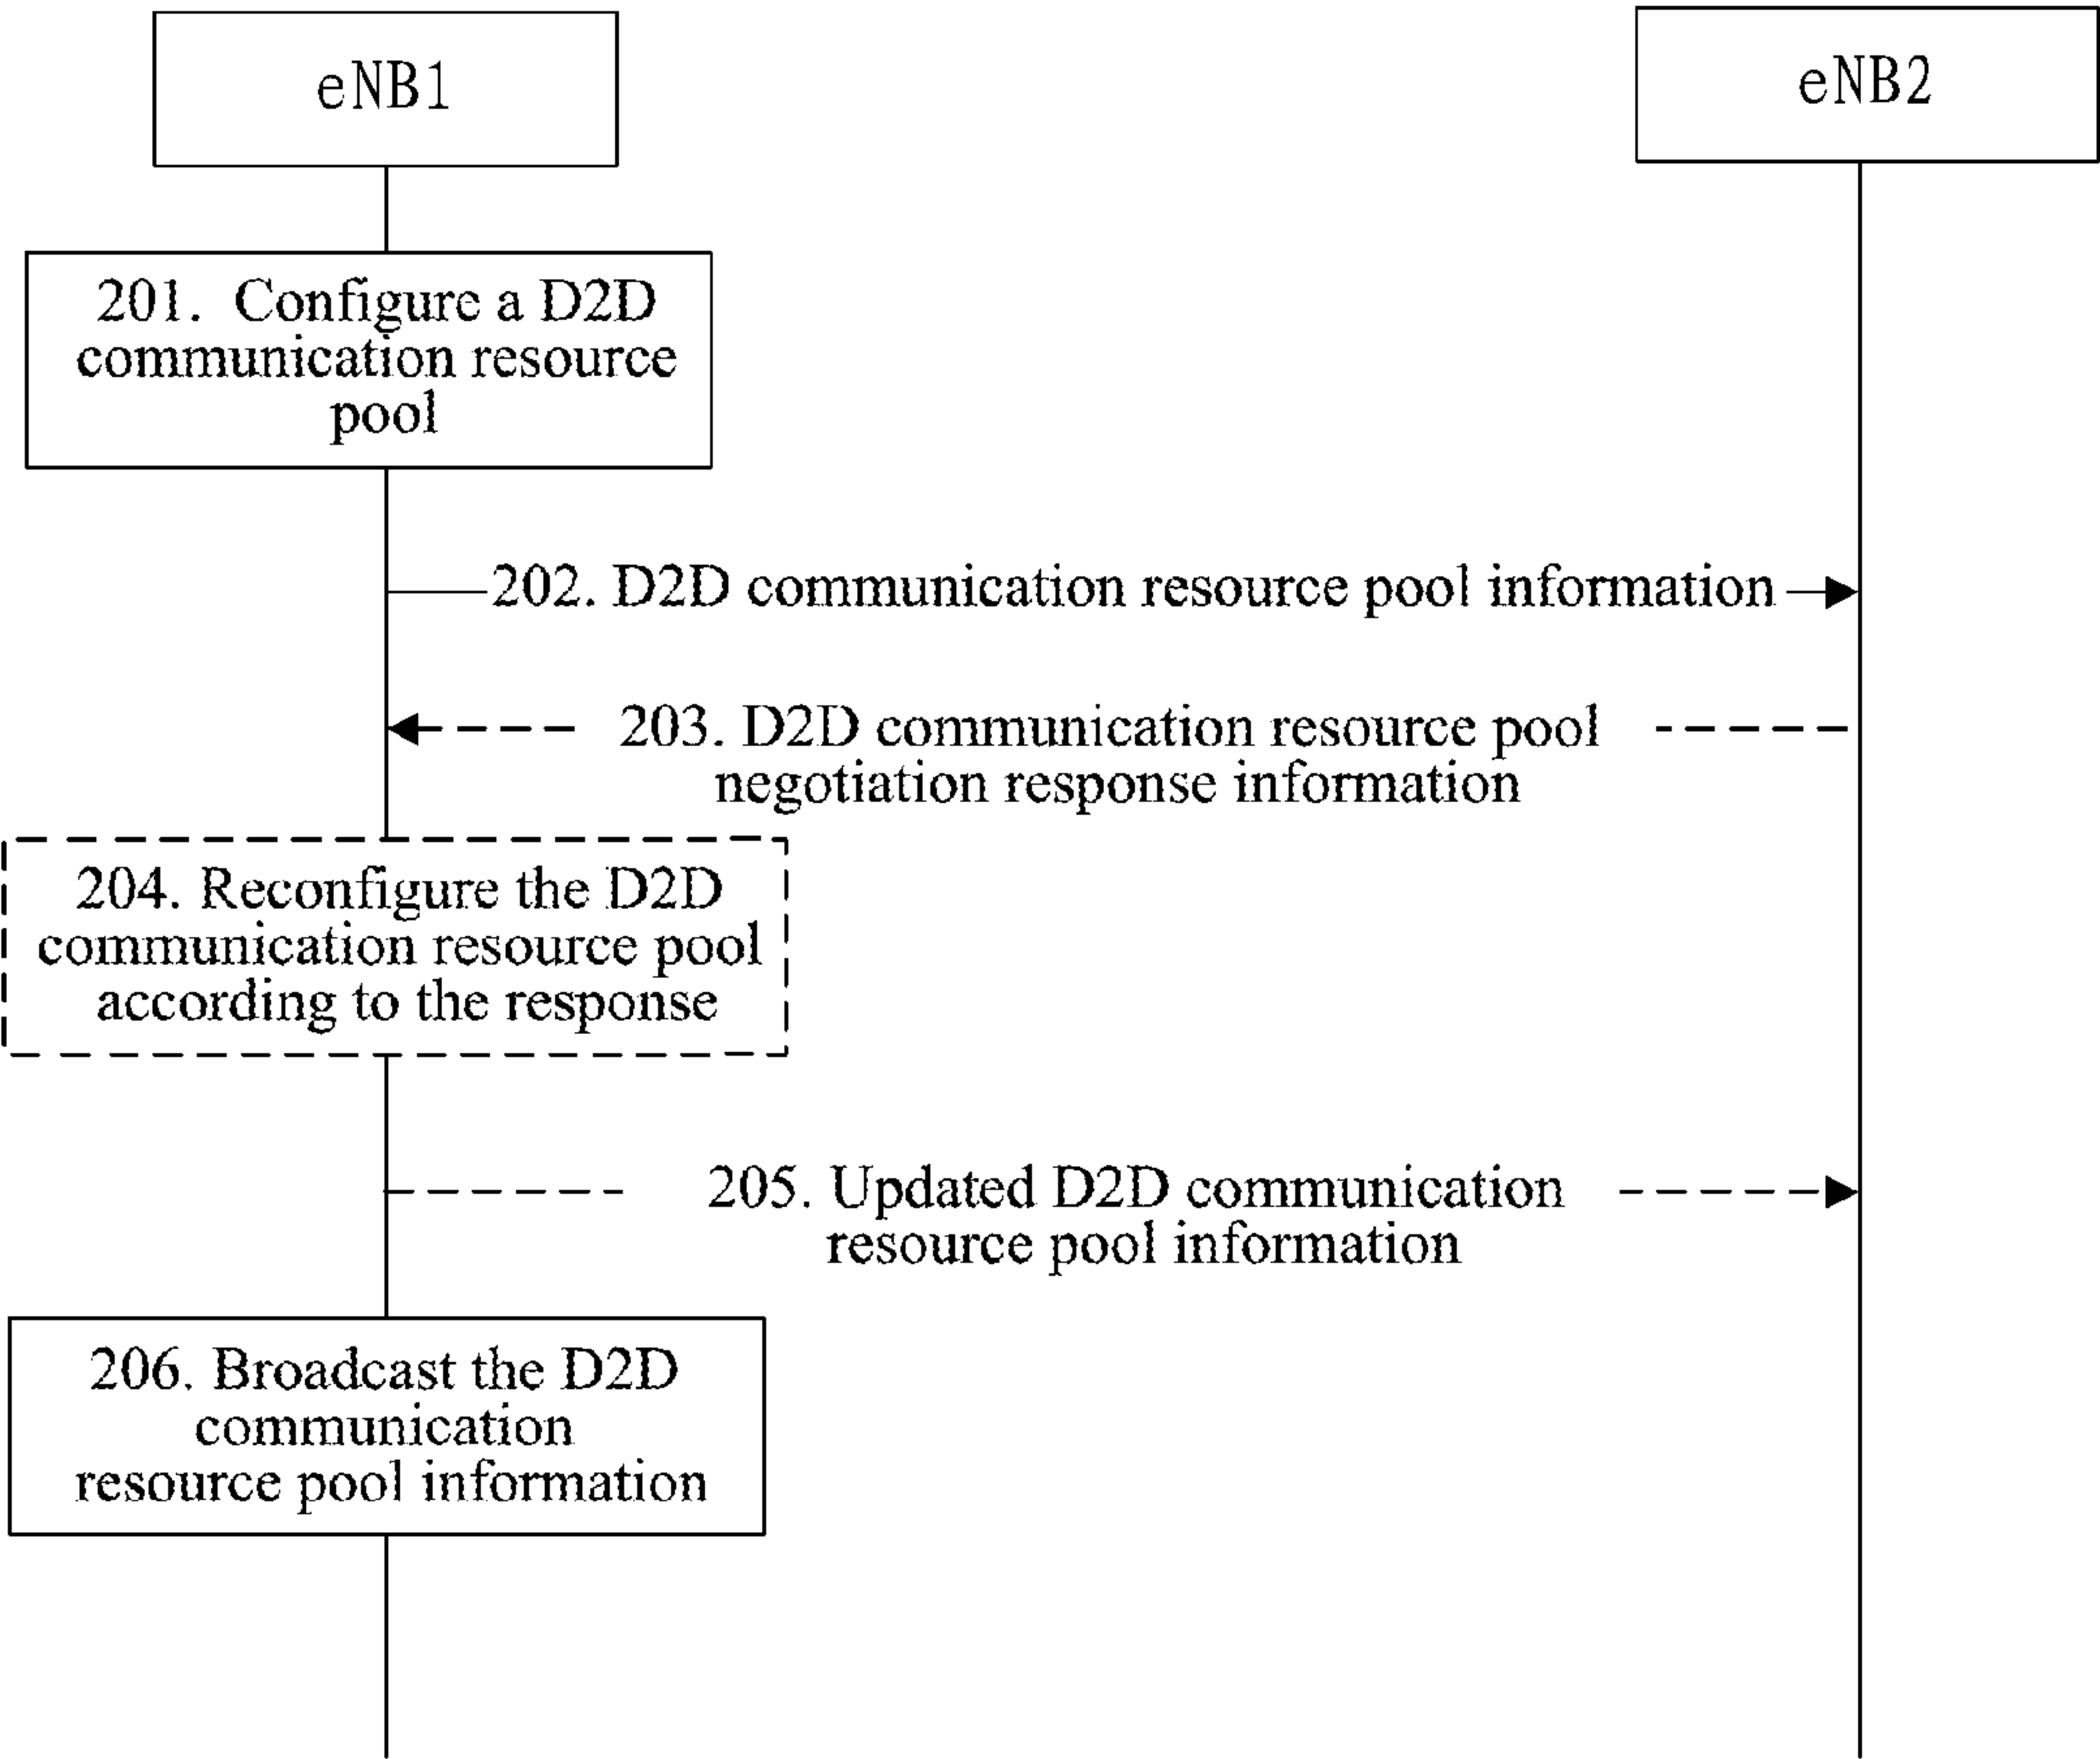 eNB1
eNB2
201. Configure a D2D
communication resource
pool
202. D2D communication resource pool information
203. D2D communication resource pool
negotiation response information
204. Reconfigure the D2D
communication resource pool
according to the response
205. Updated D2D communication
resource pool information
206. Broadcast the D2D
communication
resource pool information